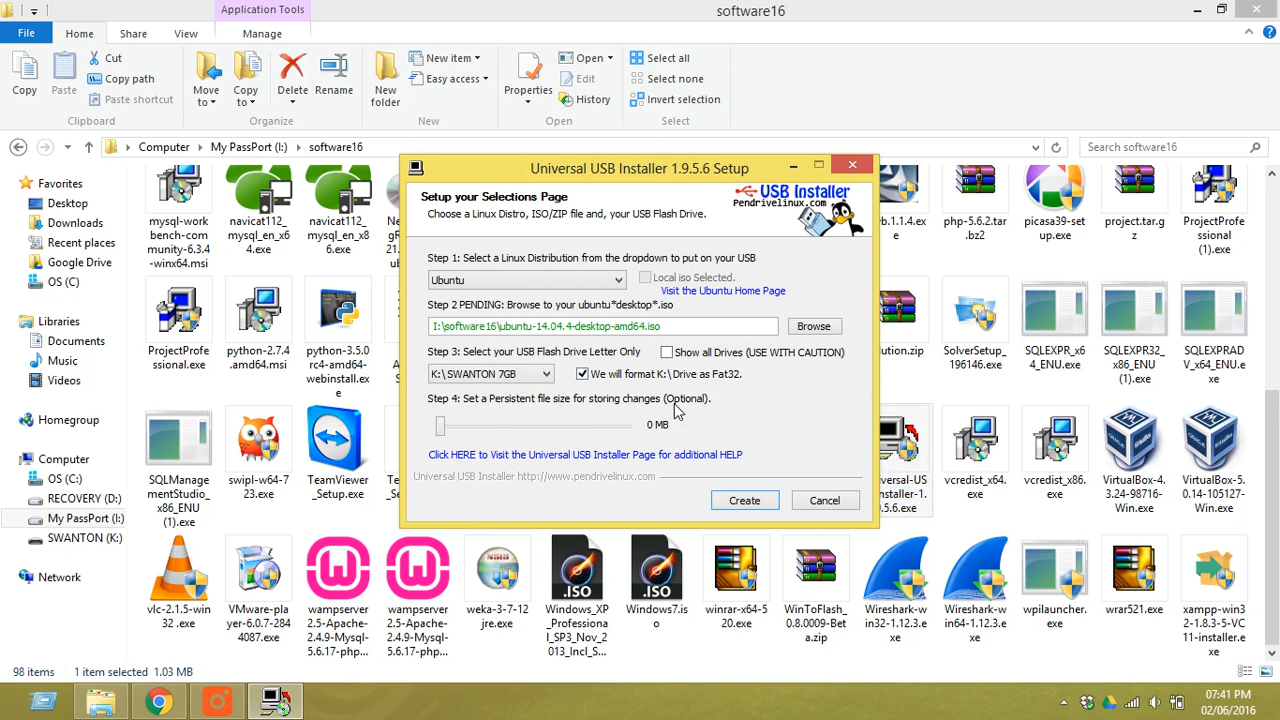 Application Tools
software16
File
Home
Share
View
Manage
Copy
Paste
Cut
Copy path
Paste shortcut
Clipboard
Move to
Copy to
Delete
Rename
Organize
New folder
New item
Easy access
New
Properties
Open
Edit
History
Open
Select all
Select none
Invert selection
Select
Computer
My PassPort (I:)
software16
Search software16
Favorites
Desktop
Downloads
Recent places
Google Drive
OS (C:)
Libraries
Documents
Music
Videos
Homegroup
Computer
OS (C:)
RECOVERY (D:)
My PassPort (I:)
SWANTON (K:)
Network
mysql-work
bench-com
munity-6.3.4
-winx64.msi
navicat112_
mysql_en_x6
4.exe
navicat112_
mysql_en_x
86.exe
yb.1.1.4.ex
e
php-5.6.2.tar
.bz2
picasa39-set
up.exe
project.tar.g
z
ProjectProfe
ssional
(1).exe
Universal USB Installer 1.9.5.6 Setup
Setup your Selections Page
Choose a Linux Distro, ISO/ZIP file and, your USB Flash Drive.
USB Installer
Pendrivelinux.com
Step 1: Select a Linux Distribution from the dropdown to put on your USB
Ubuntu
Local iso Selected.
Visit the Ubuntu Home Page
Step 2 PENDING: Browse to your ubuntu*desktop*.iso
I:\software16\ubuntu-14.04.4-desktop-amd64.iso
Browse
Step 3: Select your USB Flash Drive Letter Only
Show all Drives (USE WITH CAUTION)
K:\ SWANTON 7GB
We will format K:\ Drive as Fat32.
Step 4: Set a Persistent file size for storing changes (Optional).
0 MB
Click HERE to Visit the Universal USB Installer Page for additional HELP
Universal USB Installer http://www.pendrivelinux.com
Create
Cancel
ProjectProfe
ssional.exe
python-2.7.4
.amd64.msi
python-3.5.0
rc4-amd64-
webinstall.ex
e
olution.zip
SolverSetup_
196144.exe
SQLEXPR_x6
4_ENU.exe
SQLEXPR32_
x86_ENU.exe
SQLEXPRAD
V_x64_ENU.e
xe
SQLManage
mentStudio_
x86_ENU
(1).exe
swipl-w64-7
23.exe
TeamViewer
_Setup.exe
ersal-US
nstaller-1.
9.5.6.exe
vcredist_x64.
exe
vcredist_x86.
exe
VirtualBox-4.
3.24-98716-
Win.exe
VirtualBox-5.
0.14-105127-
Win.exe
vlc-2.1.5-win
32 .exe
VMware-pla
yer-6.0.7-284
4087.exe
wampserver
2.5-Apache-
2.4.9-Mysql-
5.6.17-php...
wampserver
2.5-Apache-
2.4.9-Mysql-
5.6.17-php...
NSIS
weka-3-7-12
jre.exe
.ISO
Windows_XP
_Professiona
l_SP3_Nov_2
013_Incl_S...
.ISO
Windows7.is
o
winrar-x64-5
20.exe
WinToFlash_
0.8.0009-Bet
a.zip
Wireshark-w
in32-1.12.3.e
xe
Wireshark-w
in64-1.12.3.e
xe
wpilauncher.
exe
wrar521.exe
xampp-win3
2-1.8.3-5-VC
11-installer.e
xe
98 items
1 item selected 1.03 MB
07:41 PM
02/06/2016